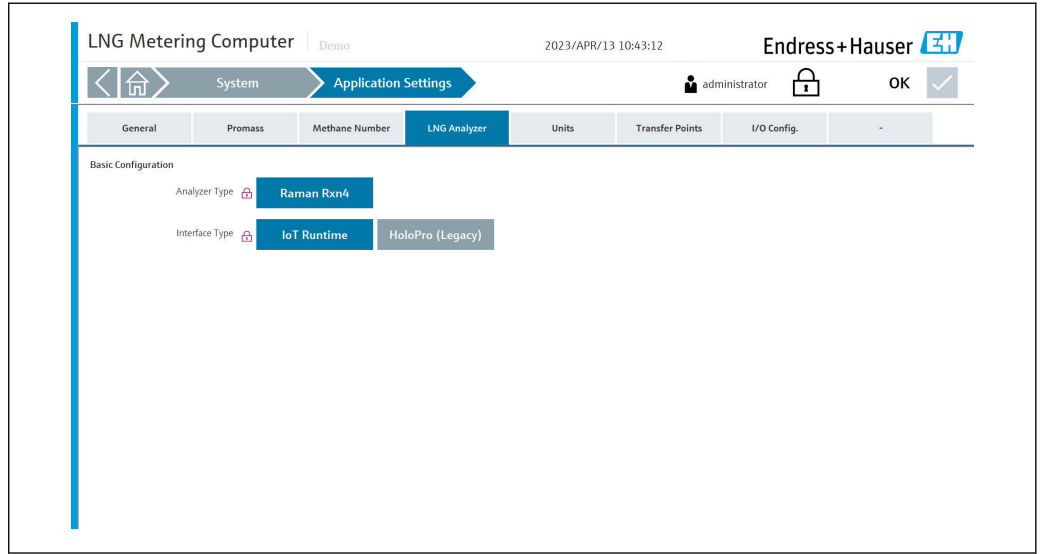 LNG Metering Computer Demo 2023/APR/13 10:43:12 Endress+Hauser EH
System Application Settings administrator OK
General Promass Methane Number LNG Analyzer Units Transfer Points I/O Config. -
Basic Configuration
Analyzer Type Raman Rxn4
Interface Type IoT Runtime HoloPro (Legacy)